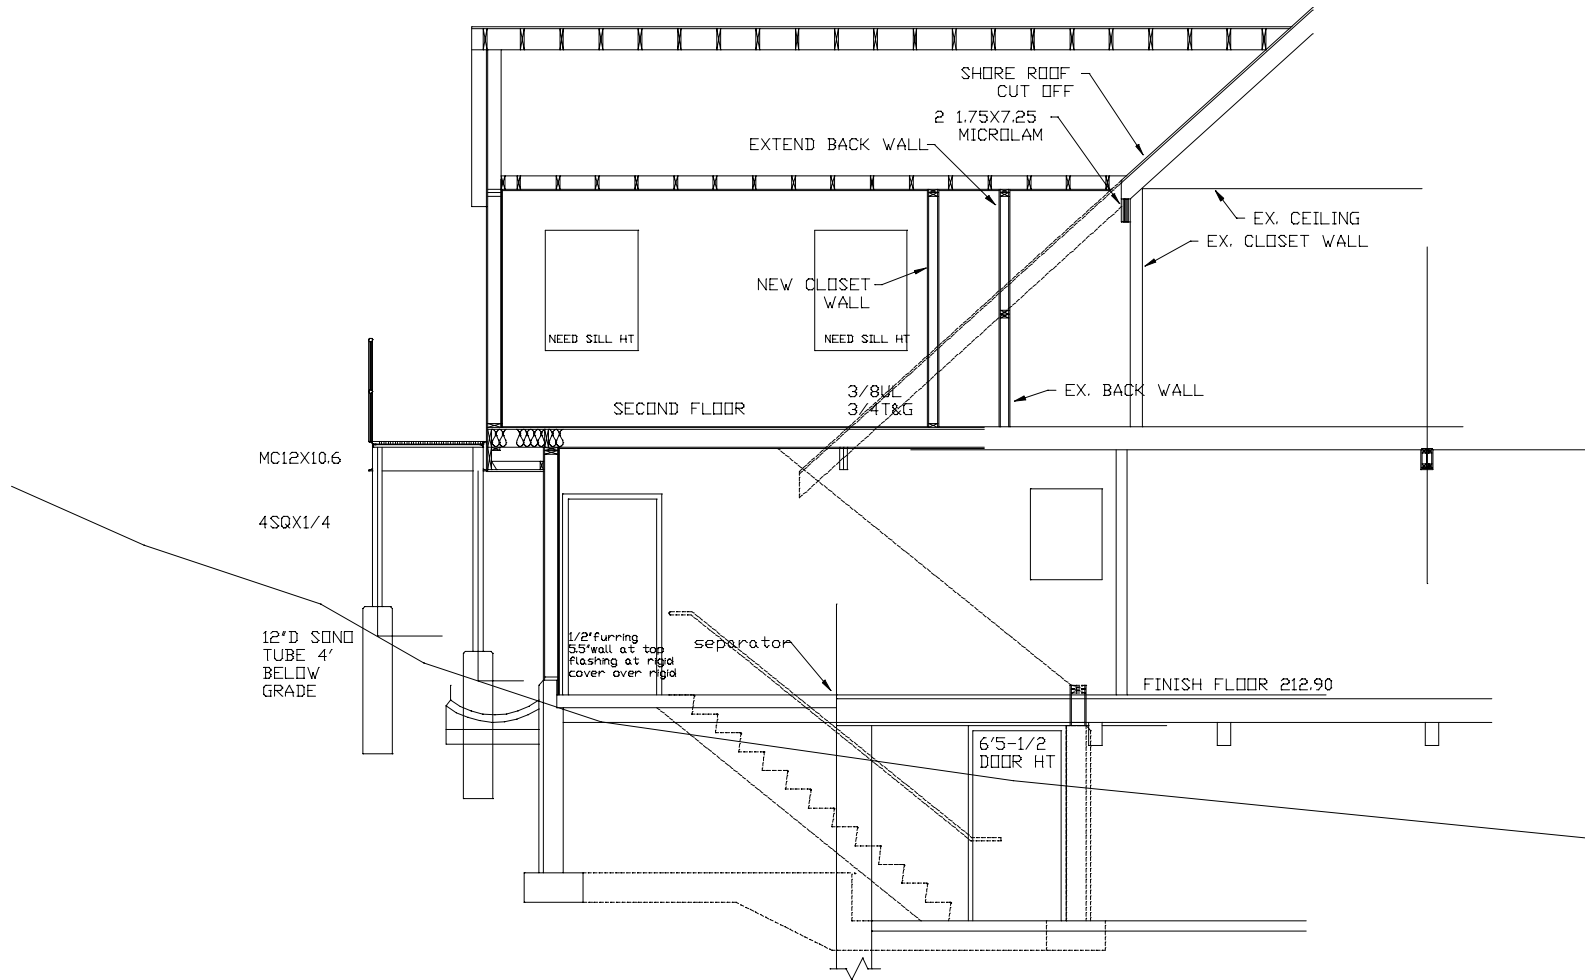 SHORE ROOF
CUT OFF
2 1.75X7.25
MICROLAM
EXTEND BACK WALL
EX. CEILING
EX. CLOSET WALL
NEW CLOSET
WALL
NEED SILL HT
NEED SILL HT
3/8UL
3/4T&G
EX. BACK WALL
SECOND FLOOR
MC12X10.6
4SQX1/4
12"D SONO
TUBE 4'
BELOW
GRADE
1/2"furring
5.5"wall at top
flashing at rigid
cover over rigid
separator
FINISH FLOOR 212.90
6'5-1/2
DOOR HT